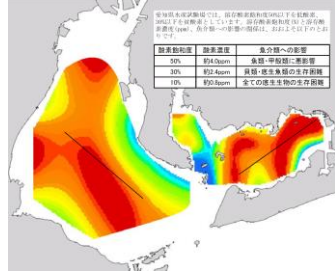 愛知県水産試験場では、溶存酸素飽和度50%以下を低酸素、
30%以下を貧酸素としています。溶存酸素飽和度(%)と溶存酸
素濃度(ppm)、魚介類への影響の関係は、おおよそ以下のとお
りです。
酸素飽和度 酸素濃度 魚介類への影響
50% 約4.0ppm 魚類・甲殻類に悪影響
30% 約2.4ppm 貝類・底生魚類の生存困難
10% 約0.8ppm 全ての底生生物の生存困難